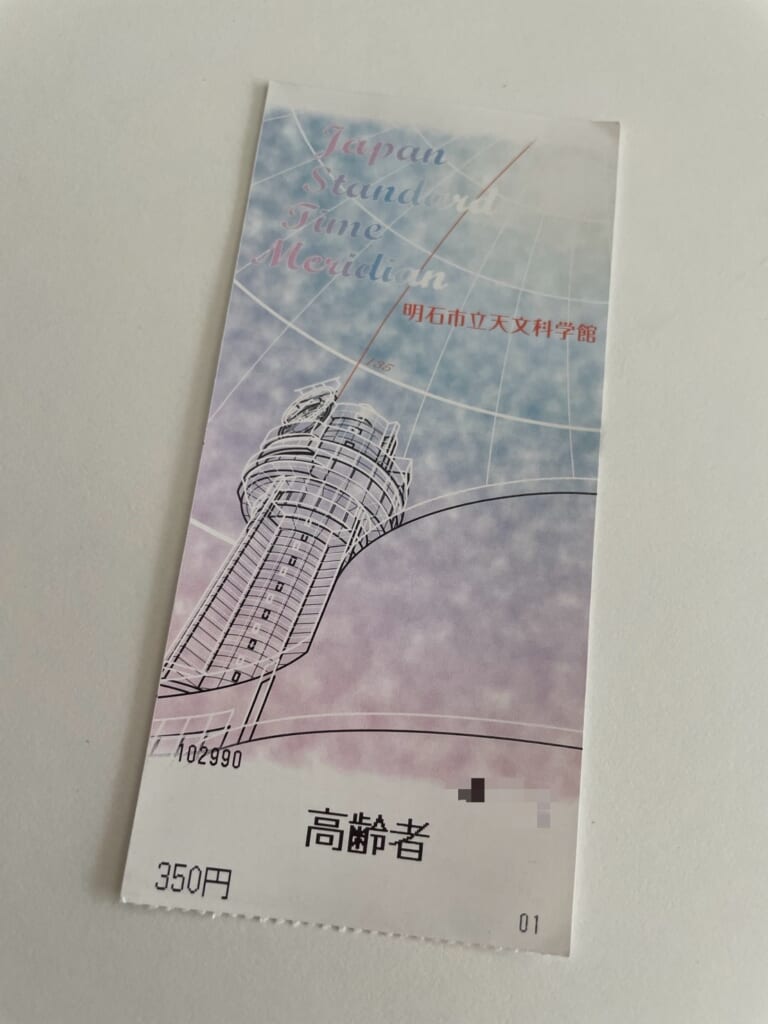 Japan
Standard
Time
Meridian
明石市立天文科学館
135
102990
高齢者
350円
01